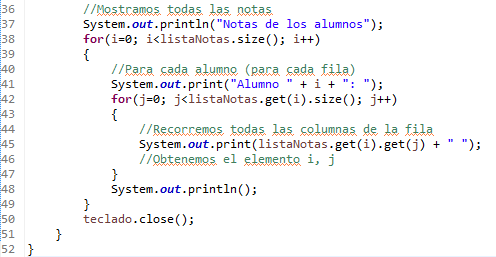 36 //Mostramos todas las notas
37 System.out.println("Notas de los alumnos");
38 for(i=0; i<listaNotas.size(); i++)
39 {
40 //Para cada alumno (para cada fila)
41 System.out.print("Alumno " + i + ": ");
42 for(j=0; j<listaNotas.get(i).size(); j++)
43 {
44 //Recorremos todas las columnas de la fila
45 System.out.print(listaNotas.get(i).get(j) + " ");
46 //Obtenemos el elemento i, j
47 }
48 System.out.println();
49 }
50 teclado.close();
51 }
52 }